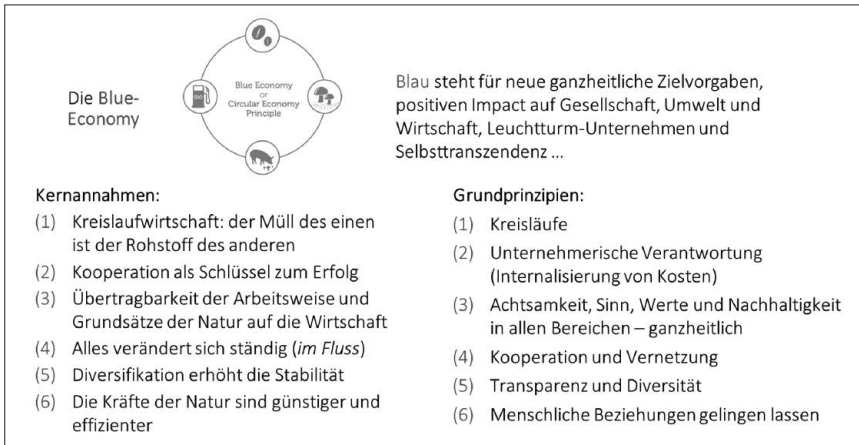 Die Blue-
Economy
Blue Economy
or
Circular Economy
Principle
Blau steht für neue ganzheitliche Zielvorgaben,
positiven Impact auf Gesellschaft, Umwelt und
Wirtschaft, Leuchtturm-Unternehmen und
Selbsttranszendenz ...
Kernannahmen:
(1) Kreislaufwirtschaft: der Müll des einen
ist der Rohstoff des anderen
(2) Kooperation als Schlüssel zum Erfolg
(3) Übertragbarkeit der Arbeitsweise und
Grundsätze der Natur auf die Wirtschaft
(4) Alles verändert sich ständig (im Fluss)
(5) Diversifikation erhöht die Stabilität
(6) Die Kräfte der Natur sind günstiger und
effizienter
Grundprinzipien:
(1) Kreisläufe
(2) Unternehmerische Verantwortung
(Internalisierung von Kosten)
(3) Achtsamkeit, Sinn, Werte und Nachhaltigkeit
in allen Bereichen – ganzheitlich
(4) Kooperation und Vernetzung
(5) Transparenz und Diversität
(6) Menschliche Beziehungen gelingen lassen